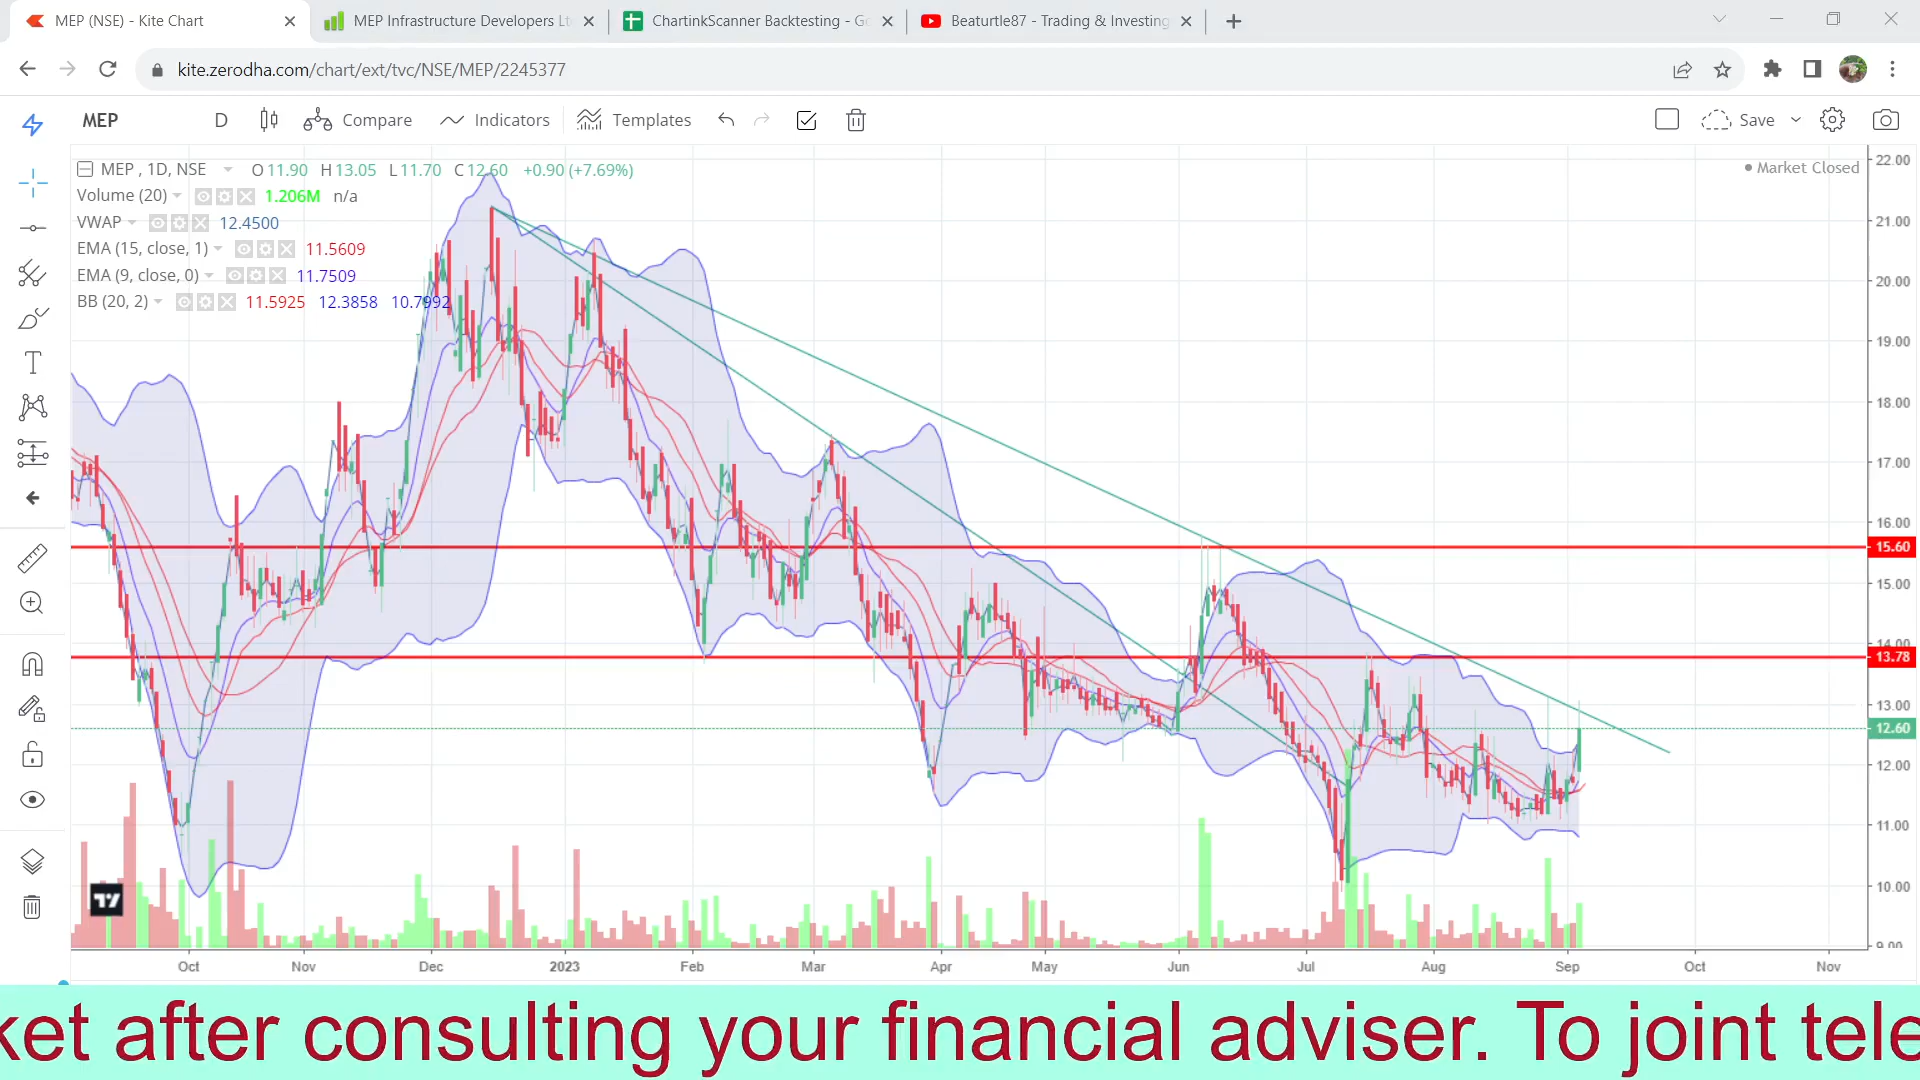 MEP (NSE) - Kite Chart
MEP Infrastructure Developers Lt
ChartinkScanner Backtesting - Go
Beaturtle87 - Trading & Investing
kite.zerodha.com/chart/ext/tvc/NSE/MEP/2245377
MEP D Compare Indicators Templates Save
MEP , 1D, NSE O 11.90 H 13.05 L 11.70 C 12.60 +0.90 (+7.69%)
Market Closed
Volume (20) 1.206M n/a
VWAP 12.4500
EMA (15, close, 1) 11.5609
EMA (9, close, 0) 11.7509
BB (20, 2) 11.5925 12.3858 10.7992
22.00
21.00
20.00
19.00
18.00
17.00
16.00
15.60
15.00
14.00
13.78
13.00
12.60
12.00
11.00
10.00
9.00
Oct Nov Dec 2023 Feb Mar Apr May Jun Jul Aug Sep Oct Nov
ket after consulting your financial adviser. To joint tele